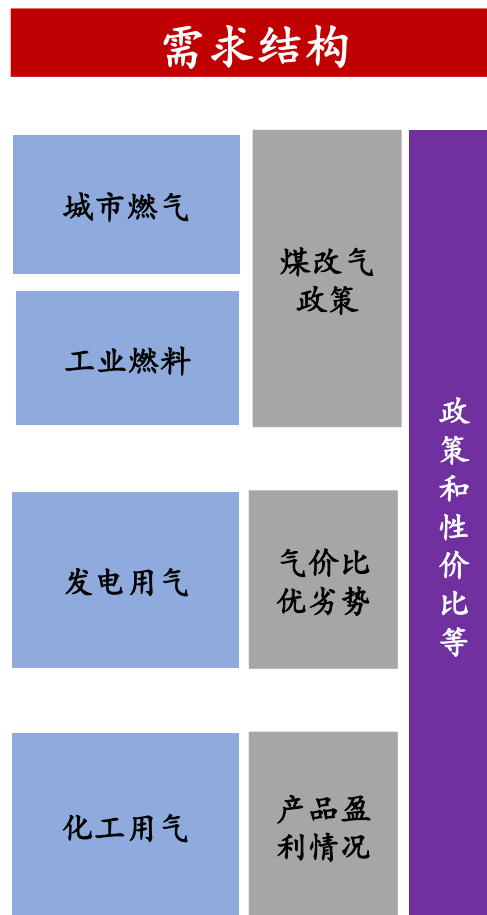 需求结构
城市燃气
工业燃料
煤改气
政策
发电用气
气价比
优劣势
化工用气
产品盈
利情况
政策和性价比等